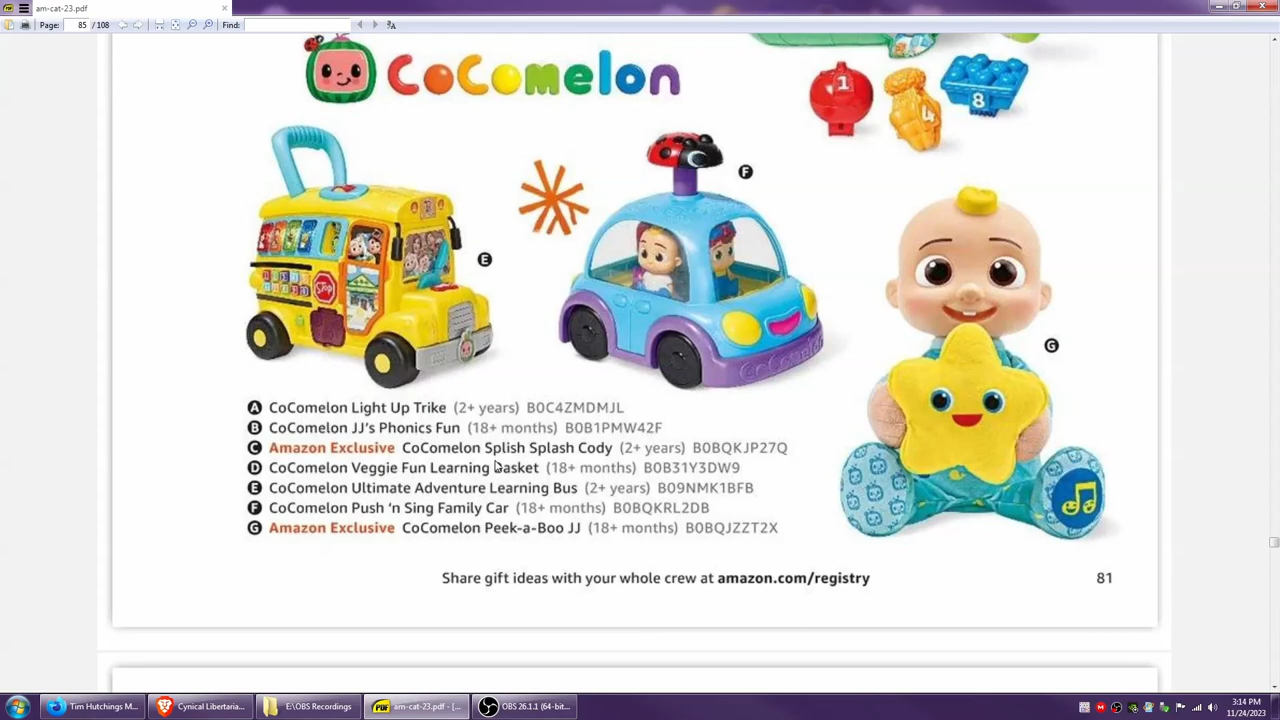 am-cat-23.pdf
Page: 85 / 108 Find:
CoComelon
1
4
8
STOP
E
F
G
CoComelon
A CoComelon Light Up Trike (2+ years) B0C4ZMDMJL
B CoComelon JJ's Phonics Fun (18+ months) B0B1PMW42F
C Amazon Exclusive CoComelon Splish Splash Cody (2+ years) B0BQKJP27Q
D CoComelon Veggie Fun Learning Basket (18+ months) B0B31Y3DW9
E CoComelon Ultimate Adventure Learning Bus (2+ years) B09NMK1BFB
F CoComelon Push 'n Sing Family Car (18+ months) B0BQKRL2DB
G Amazon Exclusive CoComelon Peek-a-Boo JJ (18+ months) B0BQJZZT2X
Share gift ideas with your whole crew at amazon.com/registry
81
Tim Hutchings M...
Cynical Libertaria...
E:\OBS Recordings
am-cat-23.pdf - [...
OBS 26.1.1 (64-bit...
3:14 PM
11/24/2023